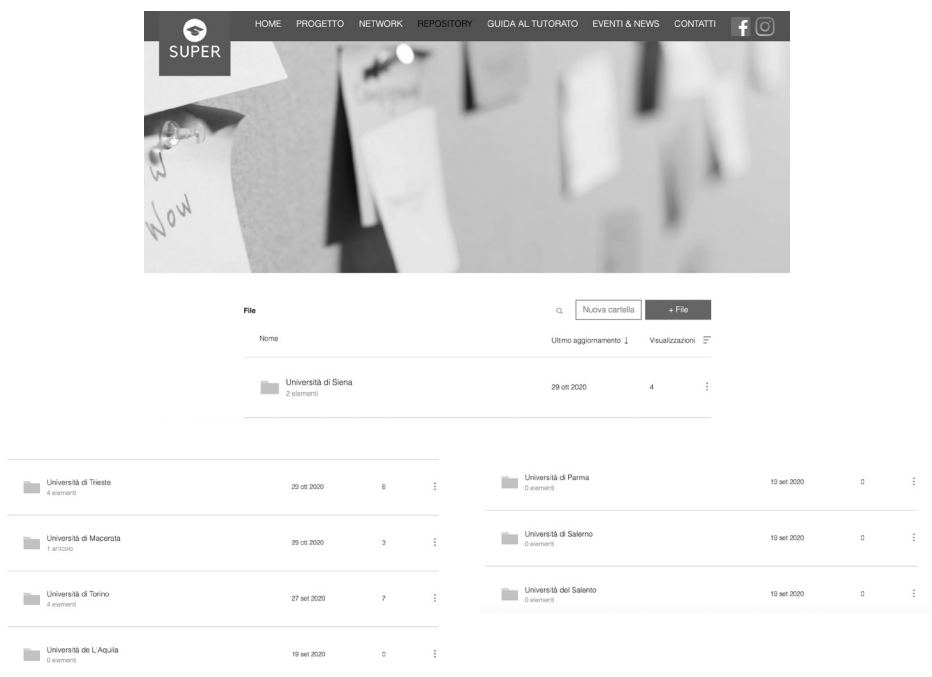 HOME PROGETTO NETWORK REPOSITORY GUIDA AL TUTORATO EVENTI & NEWS CONTATTI
SUPER
Wow
File Nuova cartella + File
Nome Ultimo aggiornamento ↓ Visualizzazioni
Università di Siena 29 ott 2020 4
2 elementi
Università di Trieste 29 ott 2020 6
4 elementi
Università di Macerata 29 ott 2020 3
1 articolo
Università di Torino 27 set 2020 7
4 elementi
Università de L'Aquila 19 set 2020 0
0 elementi
Università di Parma 19 set 2020 0
0 elementi
Università di Salerno 19 set 2020 0
0 elementi
Università del Salento 19 set 2020 0
0 elementi